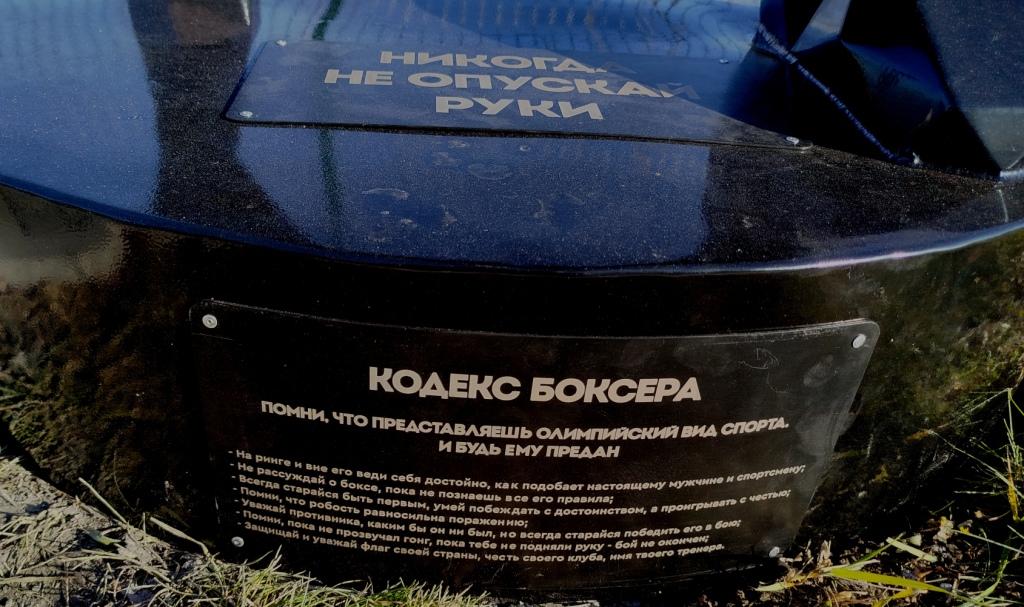 НИКОГДА
НЕ ОПУСКАЙ
РУКИ
КОДЕКС БОКСЕРА
ПОМНИ, ЧТО ПРЕДСТАВЛЯЕШЬ ОЛИМПИЙСКИЙ ВИД СПОРТА,
И БУДЬ ЕМУ ПРЕДАН
- На ринге и вне его веди себя достойно, как подобает настоящему мужчине и спортсмену;
- Не рассуждай о боксе, пока не познаешь все его правила;
- Всегда старайся быть первым, умей побеждать с достоинством, а проигрывать с честью;
- Помни, что робость равносильна поражению;
- Уважай противника, каким бы он ни был, но всегда старайся победить его в бою;
- Помни, пока не прозвучал гонг, пока тебе не подняли руку - бой не окончен;
- Защищай и уважай флаг своей страны, честь своего клуба, имя твоего тренера.